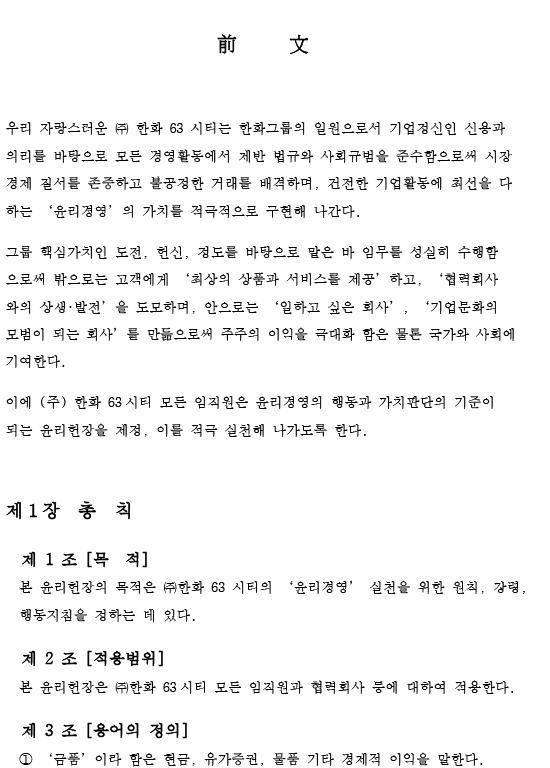 前 文
우리 자랑스러운 ㈜ 한화 63 시티는 한화그룹의 일원으로서 기업정신인 신용과
의리를 바탕으로 모든 경영활동에서 제반 법규와 사회규범을 준수함으로써 시장
경제 질서를 존중하고 불공정한 거래를 배격하며, 건전한 기업활동에 최선을 다
하는 ‘윤리경영’의 가치를 적극적으로 구현해 나간다.
그룹 핵심가치인 도전, 헌신, 정도를 바탕으로 맡은 바 임무를 성실히 수행함
으로써 밖으로는 고객에게 ‘최상의 상품과 서비스를 제공’하고, ‘협력회사
와의 상생·발전’을 도모하며, 안으로는 ‘일하고 싶은 회사’, ‘기업문화의
모범이 되는 회사’를 만듦으로써 주주의 이익을 극대화 함은 물론 국가와 사회에
기여한다.
이에 (주) 한화 63시티 모든 임직원은 윤리경영의 행동과 가치판단의 기준이
되는 윤리헌장을 제정, 이를 적극 실천해 나가도록 한다.
제1장 총 칙
제 1 조 [목 적]
본 윤리헌장의 목적은 ㈜한화 63 시티의 ‘윤리경영’ 실천을 위한 원칙, 강령,
행동지침을 정하는 데 있다.
제 2 조 [적용범위]
본 윤리헌장은 ㈜한화 63시티 모든 임직원과 협력회사 등에 대하여 적용한다.
제 3 조 [용어의 정의]
① ‘금품’이라 함은 현금, 유가증권, 물품 기타 경제적 이익을 말한다.